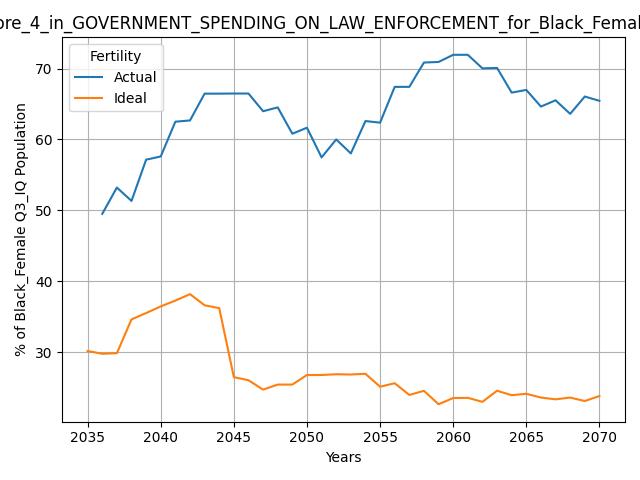 ore_4_in_GOVERNMENT_SPENDING_ON_LAW_ENFORCEMENT_for_Black_Femal
Fertility
Actual
Ideal
% of Black_Female Q3_IQ Population
70
60
50
40
30
2035 2040 2045 2050 2055 2060 2065 2070
Years